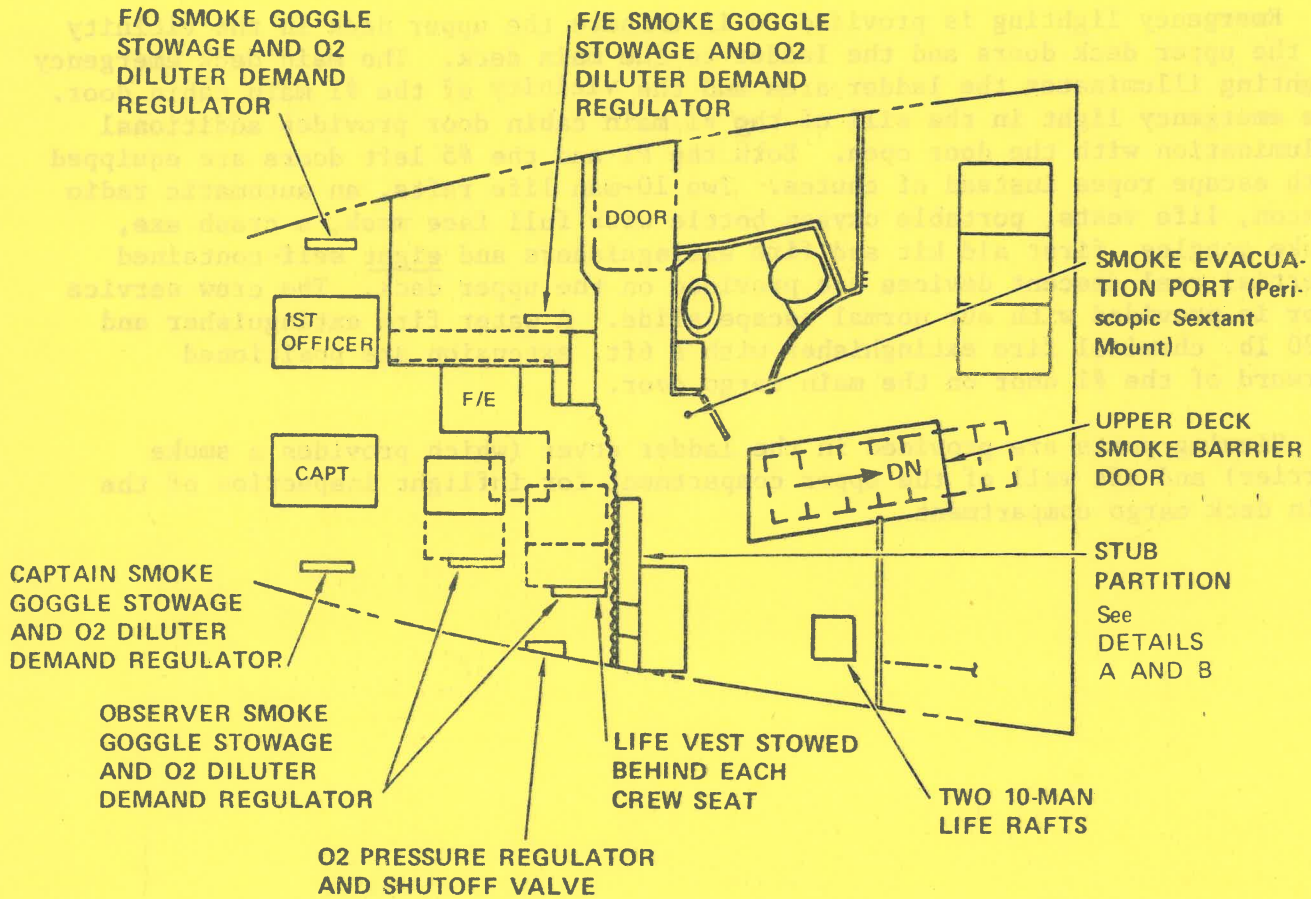 F/O SMOKE GOGGLE
STOWAGE AND O2
DILUTER DEMAND
REGULATOR
F/E SMOKE GOGGLE
STOWAGE AND O2
DILUTER DEMAND
REGULATOR
DOOR
1ST
OFFICER
F/E
CAPT
SMOKE EVACUA-
TION PORT (Peri-
scopic Sextant
Mount)
DN
UPPER DECK
SMOKE BARRIER
DOOR
STUB
PARTITION
See
DETAILS
A AND B
CAPTAIN SMOKE
GOGGLE STOWAGE
AND O2 DILUTER
DEMAND REGULATOR
OBSERVER SMOKE
GOGGLE STOWAGE
AND O2 DILUTER
DEMAND REGULATOR
LIFE VEST STOWED
BEHIND EACH
CREW SEAT
TWO 10-MAN
LIFE RAFTS
O2 PRESSURE REGULATOR
AND SHUTOFF VALVE